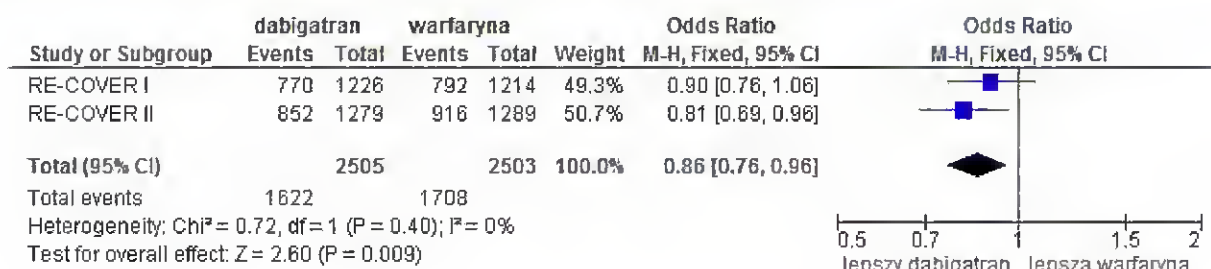 dabigatran warfaryna Odds Ratio Odds Ratio
Study or Subgroup Events Total Events Total Weight M-H, Fixed, 95% CI M-H, Fixed, 95% CI
RE-COVER I 770 1226 792 1214 49.3% 0.90 [0.76, 1.06]
RE-COVER II 852 1279 916 1289 50.7% 0.81 [0.69, 0.96]
Total (95% CI) 2505 2503 100.0% 0.86 [0.76, 0.96]
Total events 1622 1708
Heterogeneity: Chi² = 0.72, df = 1 (P = 0.40); I² = 0%
Test for overall effect: Z = 2.60 (P = 0.009)
0.5 0.7 1 1.5 2
lepszy dabigatran lepsza warfaryna